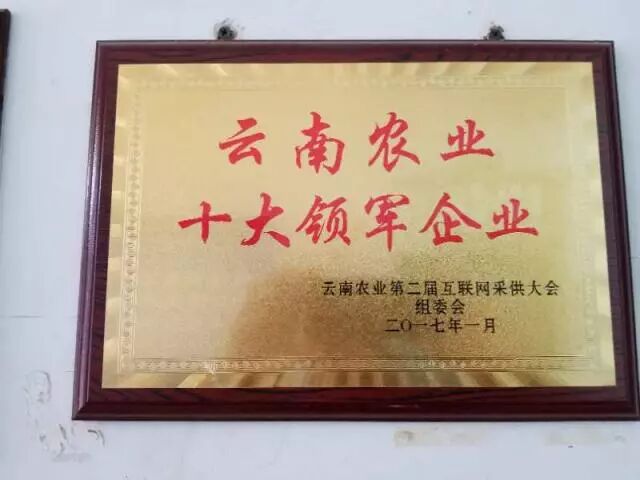 云南农业
十大领军企业
云南农业第二届互联网采供大会
组委会
二〇一七年一月